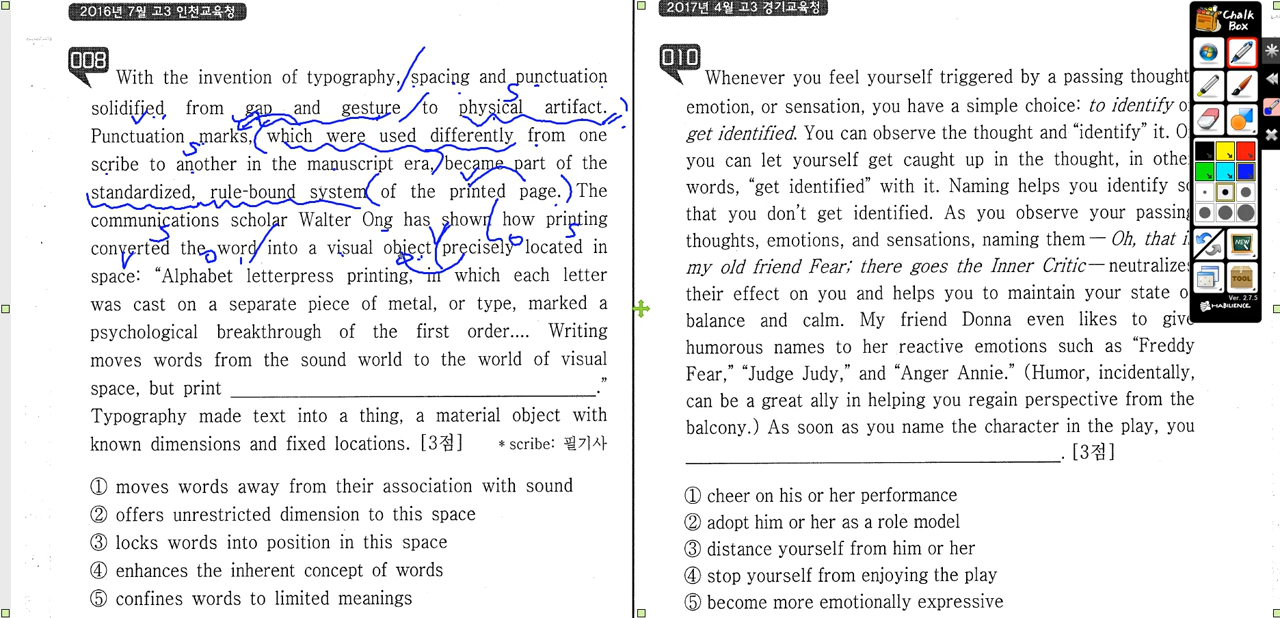 2016년 7월 고3 인천교육청
008
With the invention of typography, spacing and punctuation
solidified from gap and gesture to physical artifact.
Punctuation marks, which were used differently from one
scribe to another in the manuscript era, became part of the
standardized, rule-bound system of the printed page. The
communications scholar Walter Ong has shown how printing
converted the word into a visual object precisely located in
space: “Alphabet letterpress printing, in which each letter
was cast on a separate piece of metal, or type, marked a
psychological breakthrough of the first order.... Writing
moves words from the sound world to the world of visual
space, but print ____________________.”
Typography made text into a thing, a material object with
known dimensions and fixed locations. [3점] * scribe: 필기사
① moves words away from their association with sound
② offers unrestricted dimension to this space
③ locks words into position in this space
④ enhances the inherent concept of words
⑤ confines words to limited meanings
2017년 4월 고3 경기교육청
010
Whenever you feel yourself triggered by a passing thought
emotion, or sensation, you have a simple choice: to identify o
get identified. You can observe the thought and “identify” it. O
you can let yourself get caught up in the thought, in othe
words, “get identified” with it. Naming helps you identify so
that you don't get identified. As you observe your passing
thoughts, emotions, and sensations, naming them — Oh, that i
my old friend Fear; there goes the Inner Critic — neutralizes
their effect on you and helps you to maintain your state o
balance and calm. My friend Donna even likes to give
humorous names to her reactive emotions such as “Freddy
Fear,” “Judge Judy,” and “Anger Annie.” (Humor, incidentally,
can be a great ally in helping you regain perspective from the
balcony.) As soon as you name the character in the play, you
____________________. [3점]
① cheer on his or her performance
② adopt him or her as a role model
③ distance yourself from him or her
④ stop yourself from enjoying the play
⑤ become more emotionally expressive
Chalk
Box
NEW
TOOL
Ver. 2.7.5
HABILIENCE